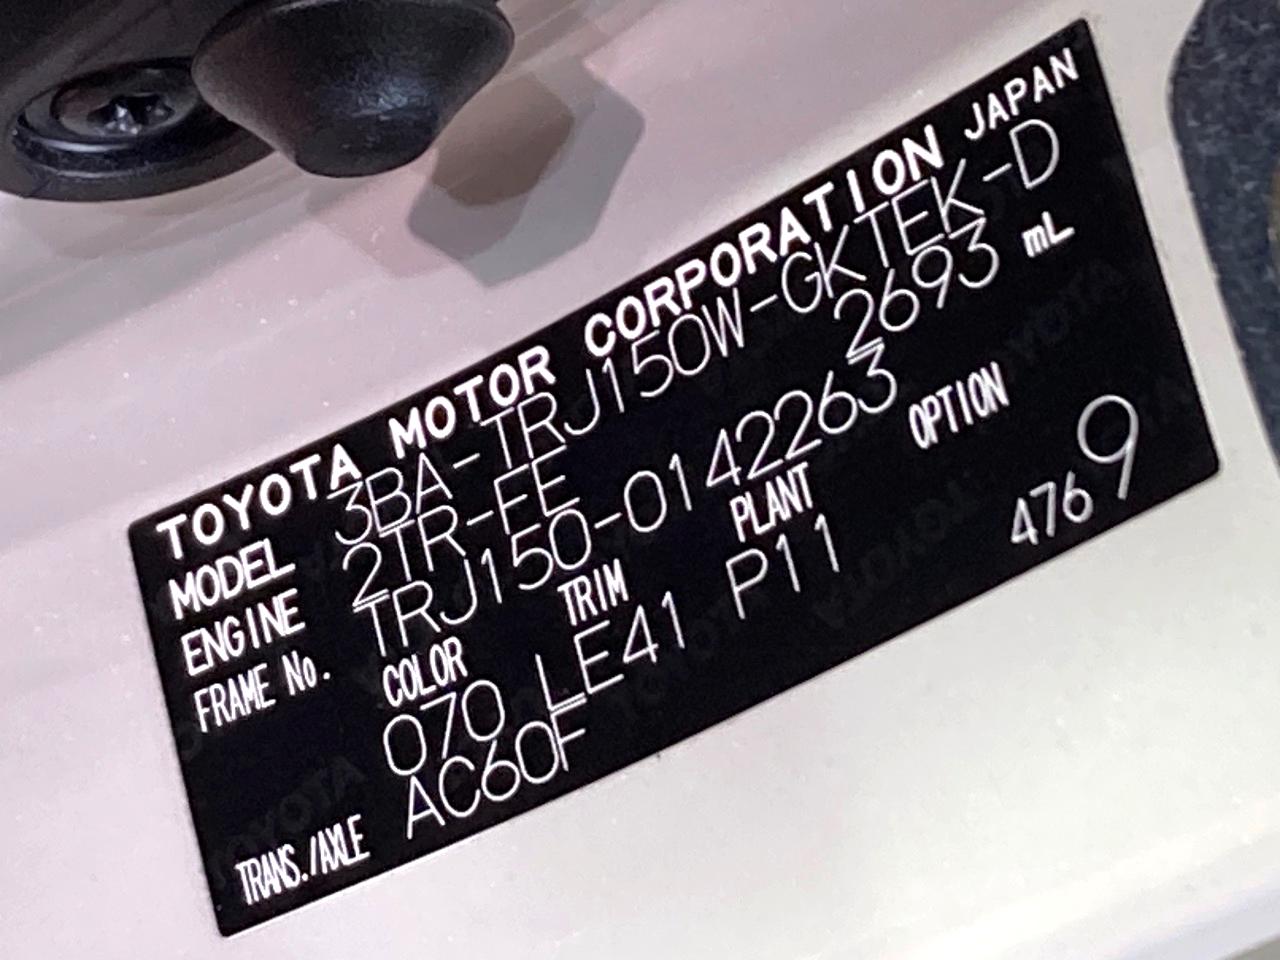 TOYOTA MOTOR CORPORATION JAPAN
MODEL 3BA-TRJ150W-GKTEK-D
ENGINE 2TR-FE 2693 mL
FRAME No. TRJ150-0142263
COLOR TRIM PLANT OPTION
070 LE41 P11 4769
TRANS./AXLE AC60F